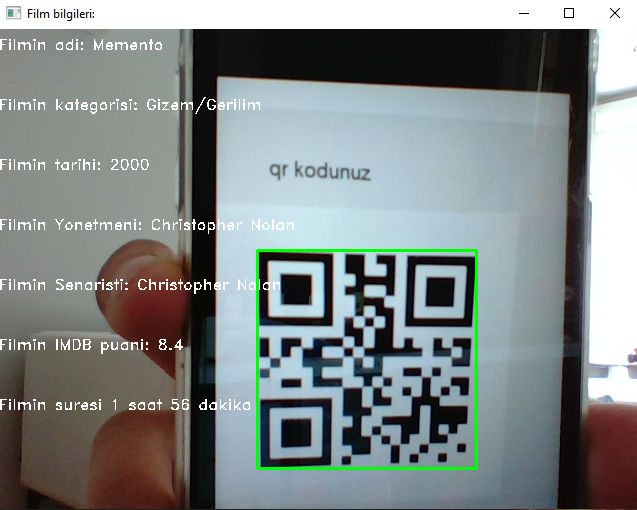 Film bilgileri:
Filmin adi: Memento
Filmin kategorisi: Gizem/Gerilim
Filmin tarihi: 2000
qr kodunuz
Filmin Yonetmeni: Christopher Nolan
Filmin Senaristi: Christopher Nolan
Filmin IMDB puani: 8.4
Filmin suresi 1 saat 56 dakika